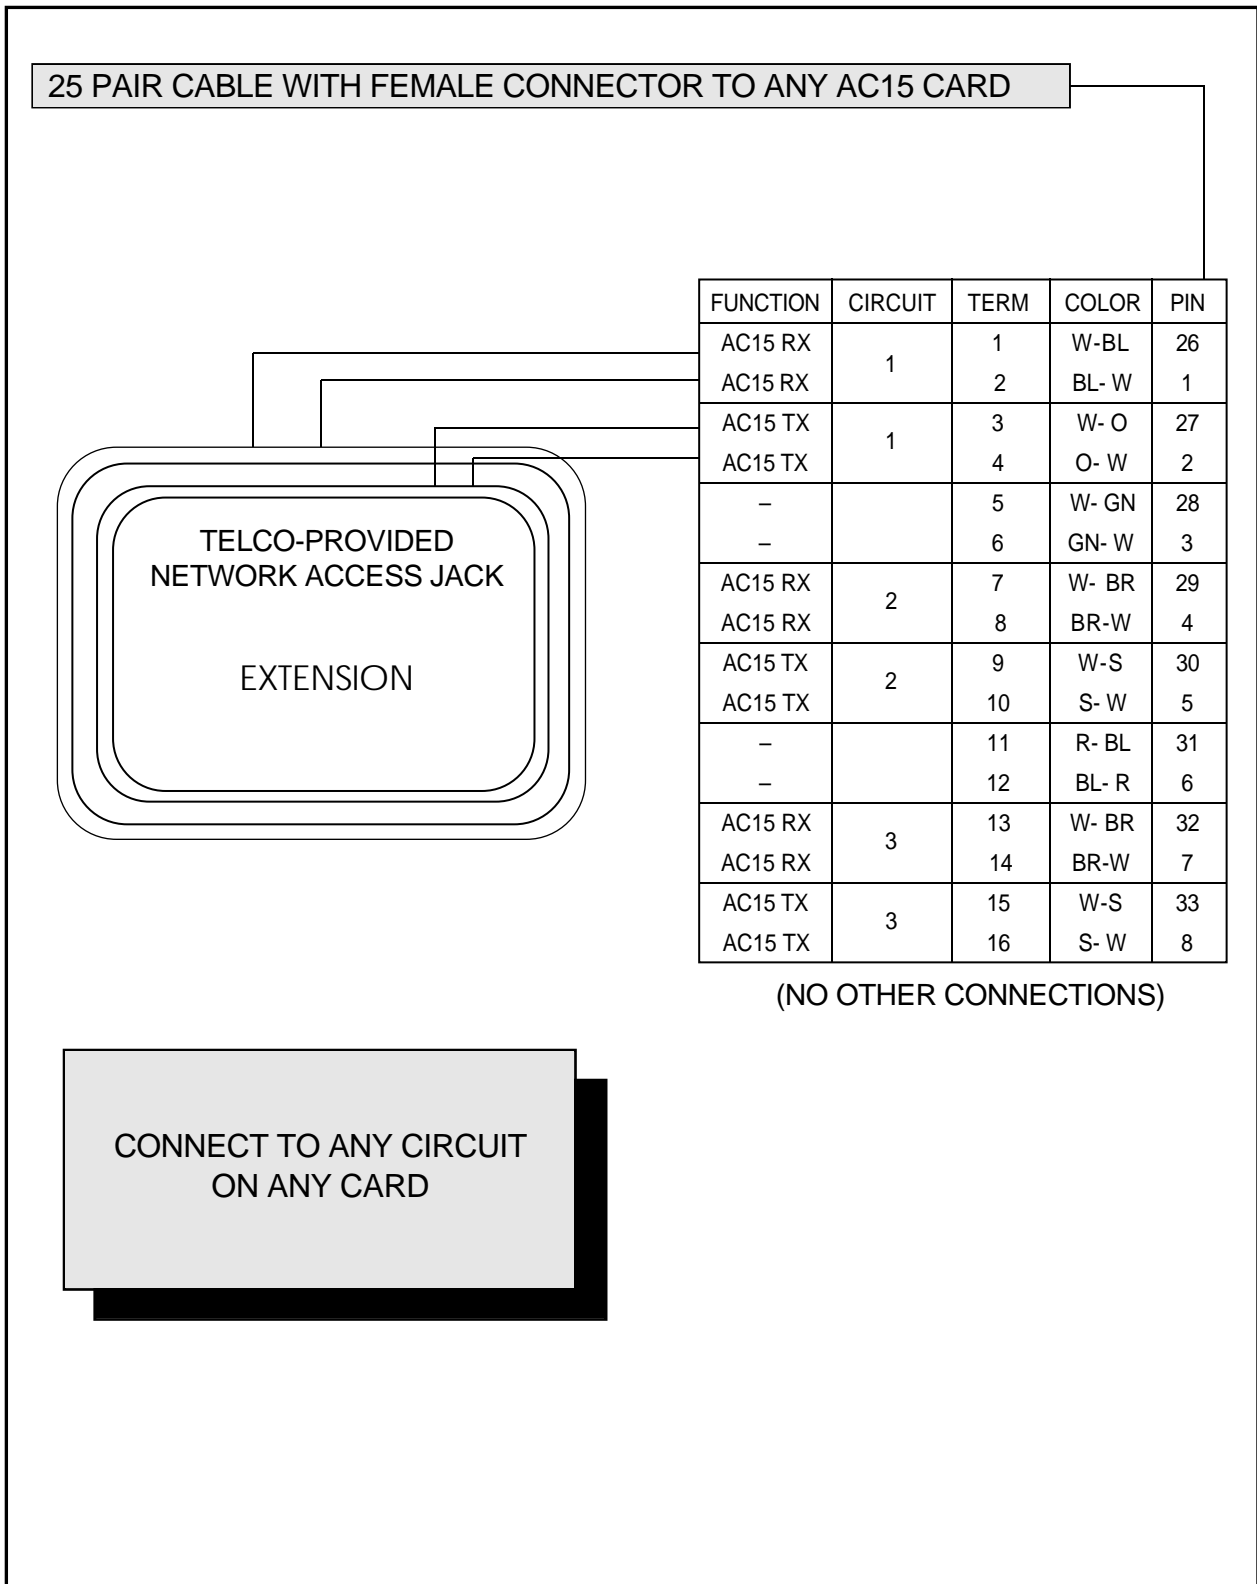 25 PAIR CABLE WITH FEMALE CONNECTOR TO ANY AC15 CARD
FUNCTION CIRCUIT TERM COLOR PIN
AC15 RX 1 1 W-BL 26
AC15 RX 2 BL- W 1
AC15 TX 1 3 W- O 27
AC15 TX 4 O- W 2
– 5 W- GN 28
– 6 GN- W 3
AC15 RX 2 7 W- BR 29
AC15 RX 8 BR-W 4
AC15 TX 2 9 W-S 30
AC15 TX 10 S- W 5
– 11 R- BL 31
– 12 BL- R 6
AC15 RX 3 13 W- BR 32
AC15 RX 14 BR-W 7
AC15 TX 3 15 W-S 33
AC15 TX 16 S- W 8
(NO OTHER CONNECTIONS)
TELCO-PROVIDED
NETWORK ACCESS JACK
EXTENSION
CONNECT TO ANY CIRCUIT
ON ANY CARD